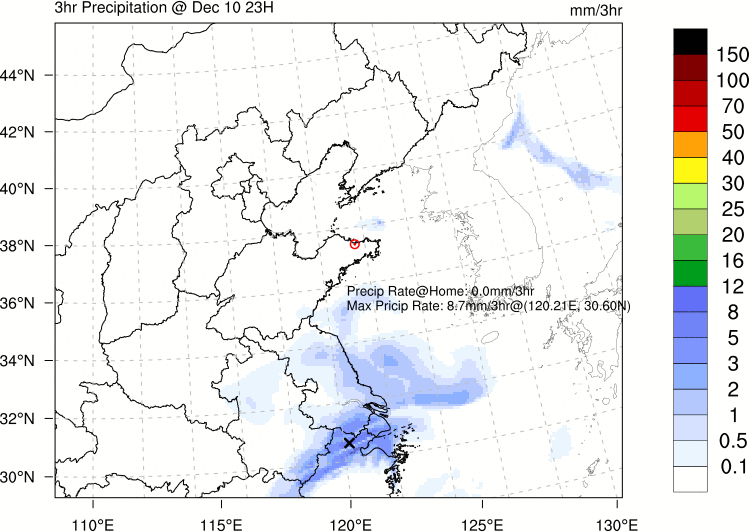 3hr Precipitation @ Dec 10 23H
mm/3hr
44°N
42°N
40°N
38°N
36°N
34°N
32°N
30°N
Precip Rate@Home: 0.0mm/3hr
Max Pricip Rate: 8.7mm/3hr@(120.21E, 30.60N)
110°E 115°E 120°E 125°E 130°E
150
100
70
50
40
30
25
20
16
12
8
5
3
2
1
0.5
0.1